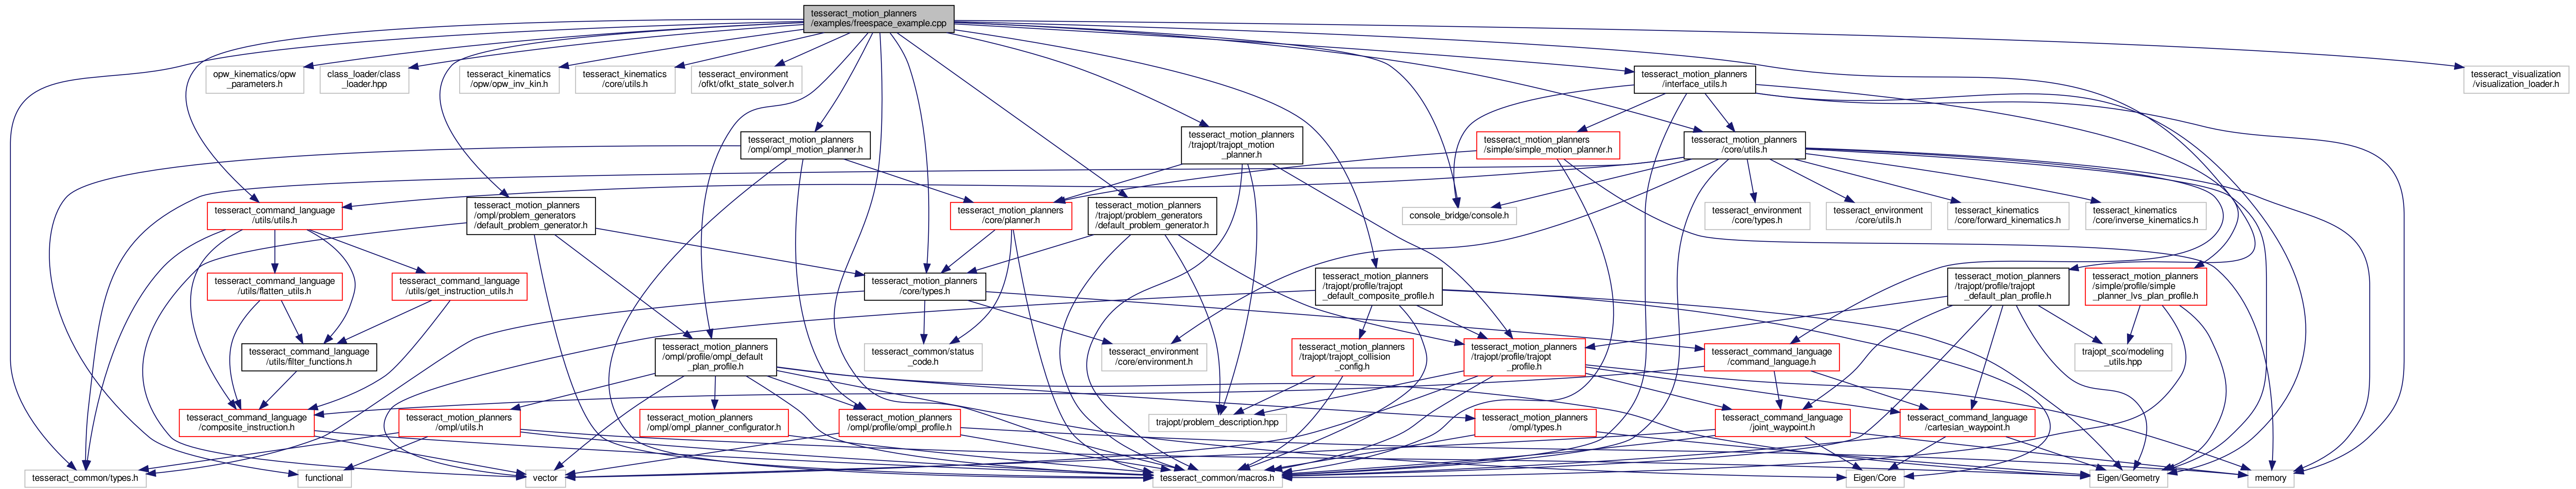 tesseract_motion_planners
/examples/freespace_example.cpp
opw_kinematics/opw
_parameters.h
class_loader/class
_loader.hpp
tesseract_kinematics
/opw/opw_inv_kin.h
tesseract_kinematics
/core/utils.h
tesseract_environment
/ofkt/ofkt_state_solver.h
tesseract_motion_planners
/interface_utils.h
tesseract_visualization
/visualization_loader.h
tesseract_motion_planners
/ompl/ompl_motion_planner.h
tesseract_motion_planners
/trajopt/trajopt_motion
_planner.h
tesseract_motion_planners
/simple/simple_motion_planner.h
tesseract_motion_planners
/core/utils.h
tesseract_command_language
/utils/utils.h
tesseract_motion_planners
/ompl/problem_generators
/default_problem_generator.h
tesseract_motion_planners
/core/planner.h
tesseract_motion_planners
/trajopt/problem_generators
/default_problem_generator.h
console_bridge/console.h
tesseract_environment
/core/types.h
tesseract_environment
/core/utils.h
tesseract_kinematics
/core/forward_kinematics.h
tesseract_kinematics
/core/inverse_kinematics.h
tesseract_command_language
/utils/flatten_utils.h
tesseract_command_language
/utils/get_instruction_utils.h
tesseract_motion_planners
/core/types.h
tesseract_motion_planners
/trajopt/profile/trajopt
_default_composite_profile.h
tesseract_motion_planners
/trajopt/profile/trajopt
_default_plan_profile.h
tesseract_motion_planners
/simple/profile/simple
_planner_lvs_plan_profile.h
tesseract_command_language
/utils/filter_functions.h
tesseract_motion_planners
/ompl/profile/ompl_default
_plan_profile.h
tesseract_common/status
_code.h
tesseract_environment
/core/environment.h
tesseract_motion_planners
/trajopt/trajopt_collision
_config.h
tesseract_motion_planners
/trajopt/profile/trajopt
_profile.h
tesseract_command_language
/command_language.h
trajopt_sco/modeling
_utils.hpp
tesseract_command_language
/composite_instruction.h
tesseract_motion_planners
/ompl/utils.h
tesseract_motion_planners
/ompl/ompl_planner_configurator.h
tesseract_motion_planners
/ompl/profile/ompl_profile.h
trajopt/problem_description.hpp
tesseract_motion_planners
/ompl/types.h
tesseract_command_language
/joint_waypoint.h
tesseract_command_language
/cartesian_waypoint.h
tesseract_common/types.h
functional
vector
tesseract_common/macros.h
Eigen/Core
Eigen/Geometry
memory